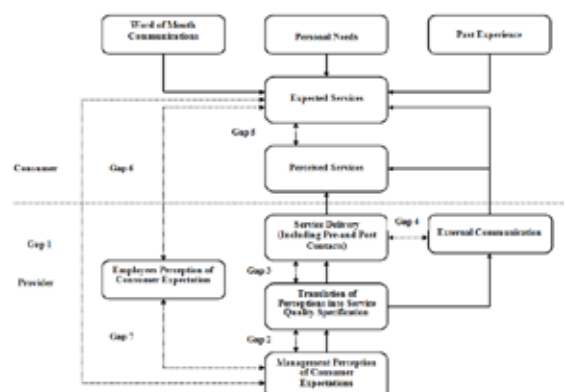 Word of Mouth
Communications
Personal Needs
Past Experience
Expected Services
Gap 5
Consumer
Gap 6
Perceived Services
Service Delivery
(Including Pre-and Post
Contacts)
Gap 4
External Communication
Gap 1
Provider
Employees Perception of
Consumer Expectation
Gap 3
Translation of
Perceptions into Service
Quality Specification
Gap 7
Gap 2
Management Perception
of Consumer
Expectations